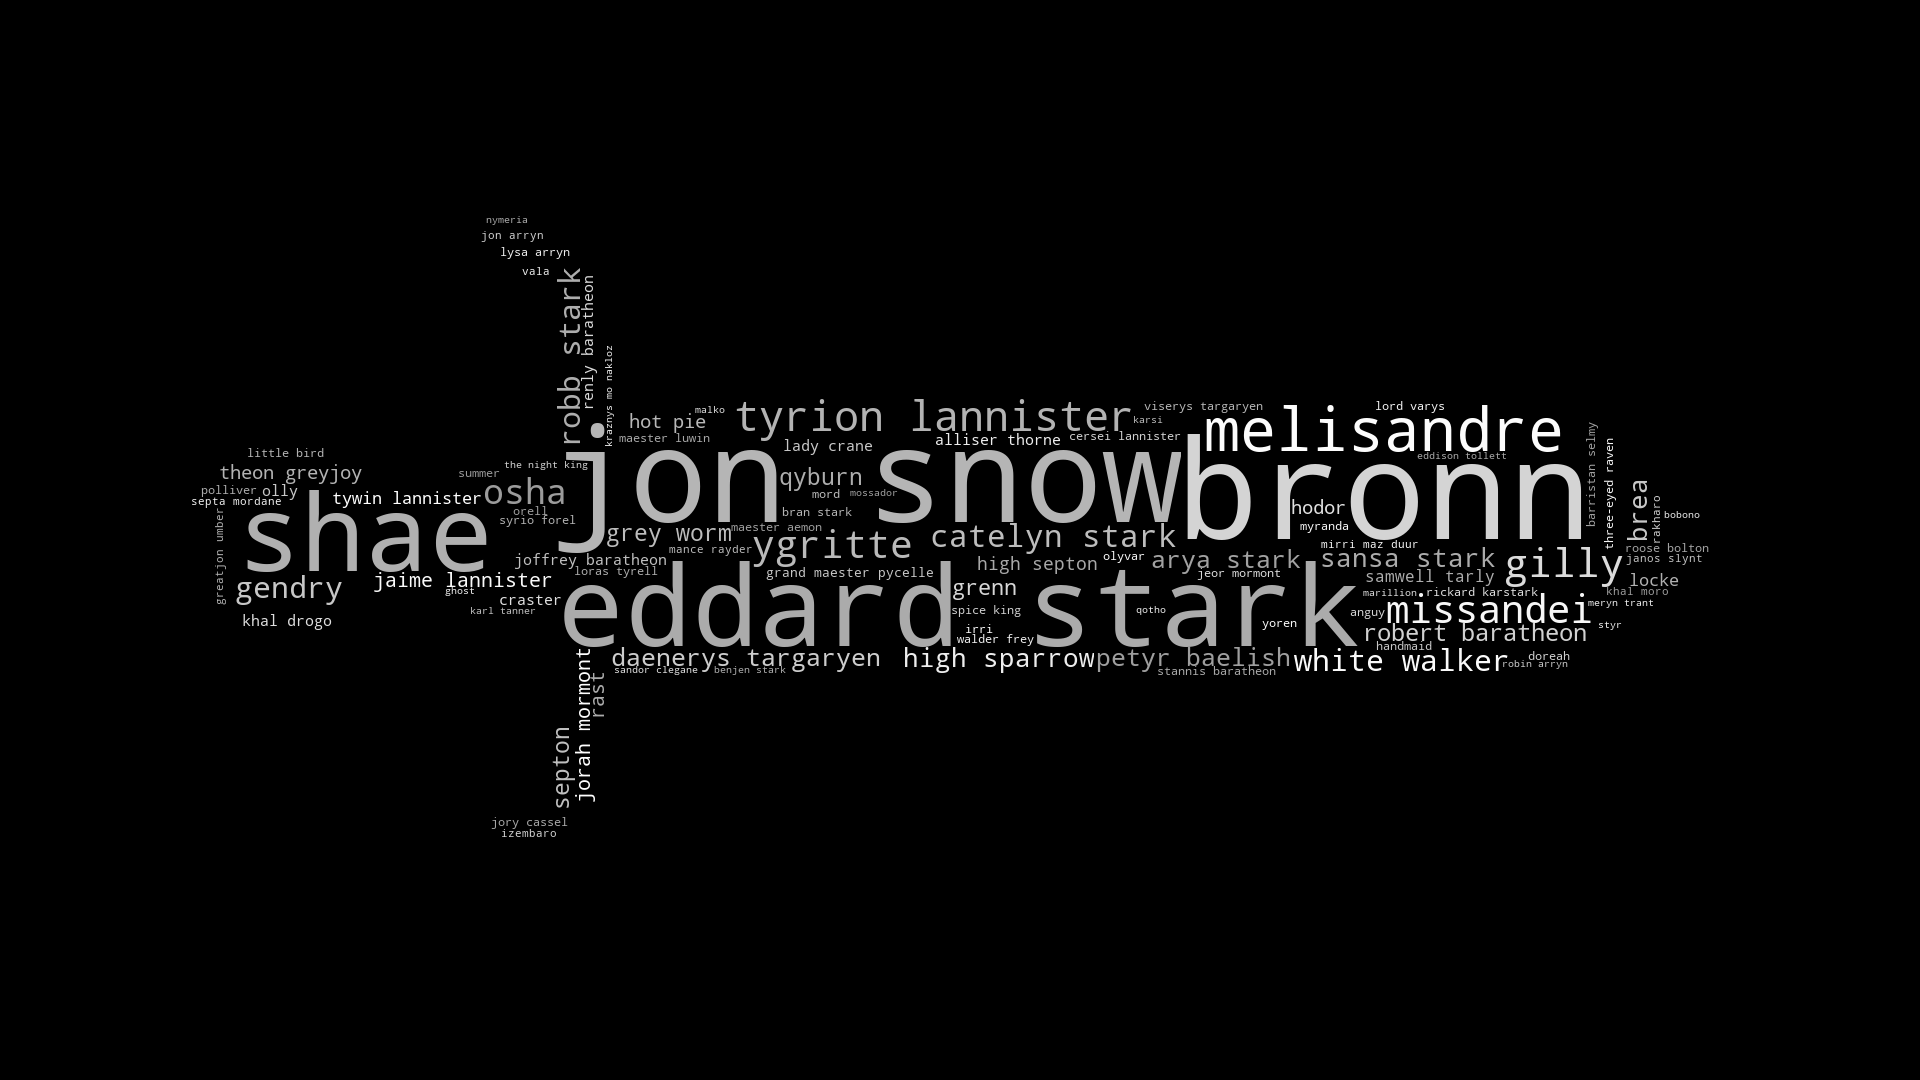 nymeria
jon arryn
lysa arryn
vala
robb stark
renly baratheon
kraznys mo nakloz
malko
hot pie
maester luwin
tyrion lannister
viserys targaryen
karsi
lord varys
melisandre
lady crane
alliser thorne
cersei lannister
eddison tollett
barristan selmy
three-eyed raven
little bird
theon greyjoy
summer
the night king
polliver
olly
septa mordane
tywin lannister
osha
jon snow
qyburn
mord
mossador
bronn
hodor
brea
rakharo
bobono
greatjon umber
shae
orell
syrio forel
bran stark
grey worm
maester aemon
myranda
catelyn stark
ygritte
mance rayder
mirri maz duur
roose bolton
janos slynt
joffrey baratheon
loras tyrell
olyvar
high septon
arya stark
sansa stark
gilly
gendry
jaime lannister
ghost
grand maester pycelle
jeor mormont
samwell tarly
locke
khal moro
craster
karl tanner
eddard stark
grenn
spice king
qotho
marillion
rickard karstark
missandei
meryn trant
anguy
khal drogo
irri
walder frey
yoren
styr
robert baratheon
handmaid
daenerys targaryen
high sparrow
petyr baelish
white walker
doreah
robin arryn
sandor clegane
benjen stark
stannis baratheon
jorah mormont
rast
septon
jory cassel
izembaro